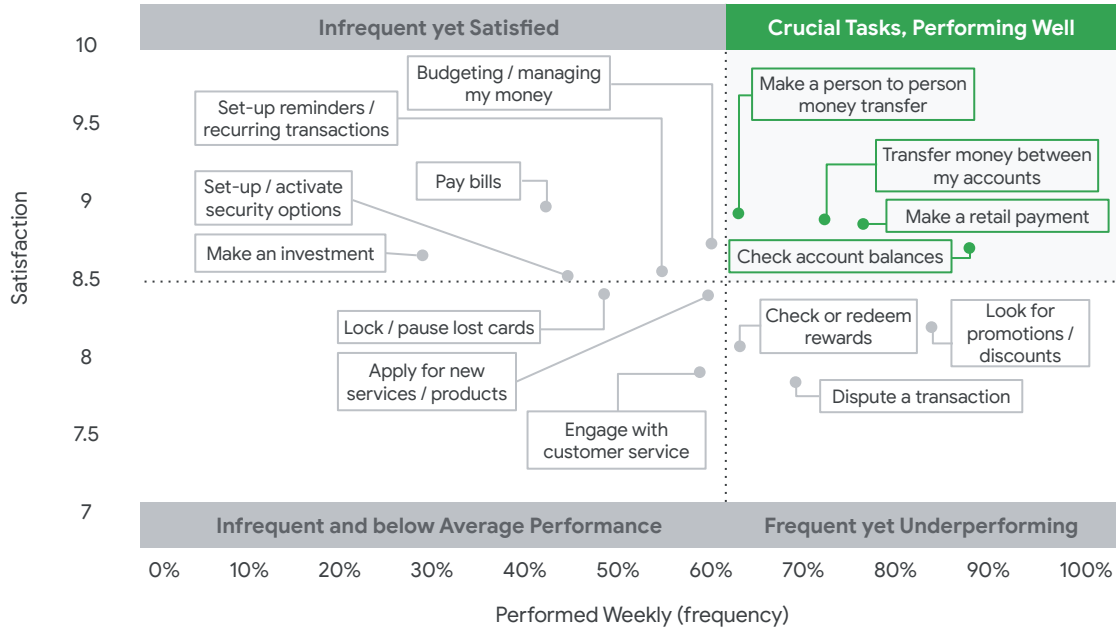 Infrequent yet Satisfied
Crucial Tasks, Performing Well
10
9.5
9
8.5
8
7.5
7
Satisfaction
Budgeting / managing
my money
Set-up reminders /
recurring transactions
Pay bills
Set-up / activate
security options
Make an investment
Make a person to person
money transfer
Transfer money between
my accounts
Make a retail payment
Check account balances
Lock / pause lost cards
Apply for new
services / products
Engage with
customer service
Check or redeem
rewards
Look for
promotions /
discounts
Dispute a transaction
Infrequent and below Average Performance
Frequent yet Underperforming
0%
10%
20%
30%
40%
50%
60%
70%
80%
90%
100%
Performed Weekly (frequency)